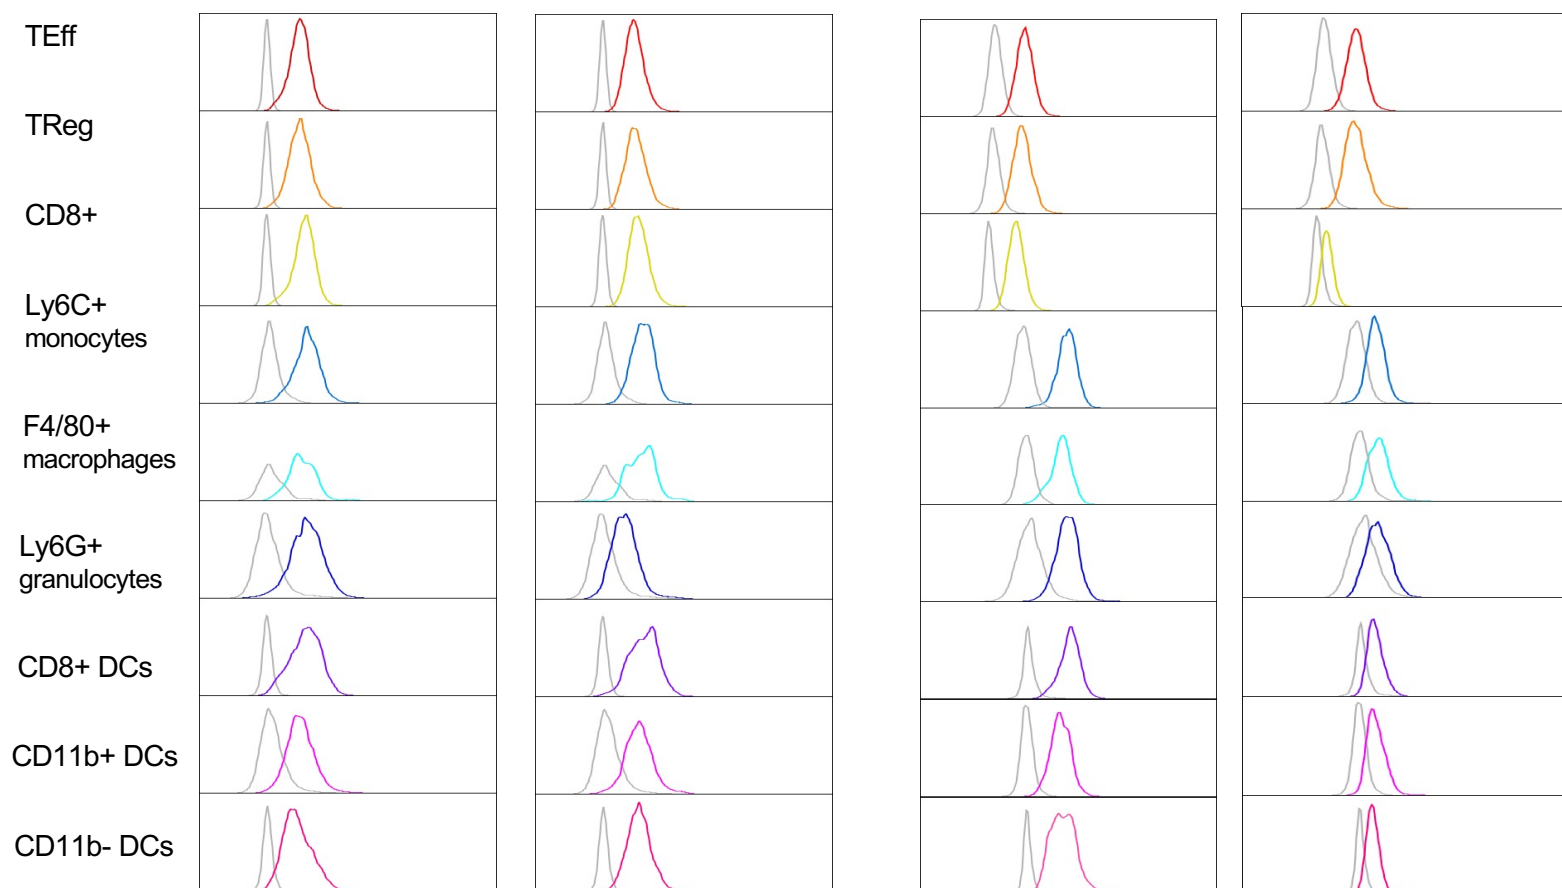 TEff
TReg
CD8+
Ly6C+
monocytes
F4/80+
macrophages
Ly6G+
granulocytes
CD8+ DCs
CD11b+ DCs
CD11b- DCs